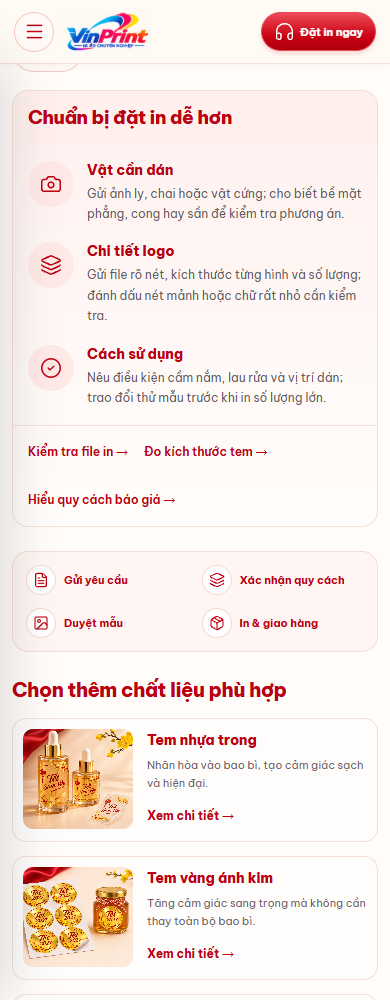 VinPrint
IN ẤN CHUYÊN NGHIỆP
Đặt in ngay
Chuẩn bị đặt in dễ hơn
Vật cần dán
Gửi ảnh ly, chai hoặc vật cứng; cho biết bề mặt
phẳng, cong hay sần để kiểm tra phương án.
Chi tiết logo
Gửi file rõ nét, kích thước từng hình và số lượng;
đánh dấu nét mảnh hoặc chữ rất nhỏ cần kiểm
tra.
Cách sử dụng
Nêu điều kiện cầm nắm, lau rửa và vị trí dán;
trao đổi thử mẫu trước khi in số lượng lớn.
Kiểm tra file in → Đo kích thước tem →
Hiểu quy cách báo giá →
Gửi yêu cầu
Xác nhận quy cách
Duyệt mẫu
In & giao hàng
Chọn thêm chất liệu phù hợp
Tem nhựa trong
Nhãn hòa vào bao bì, tạo cảm giác sạch
và hiện đại.
Xem chi tiết →
Tem vàng ánh kim
Tăng cảm giác sang trọng mà không cần
thay toàn bộ bao bì.
Xem chi tiết →